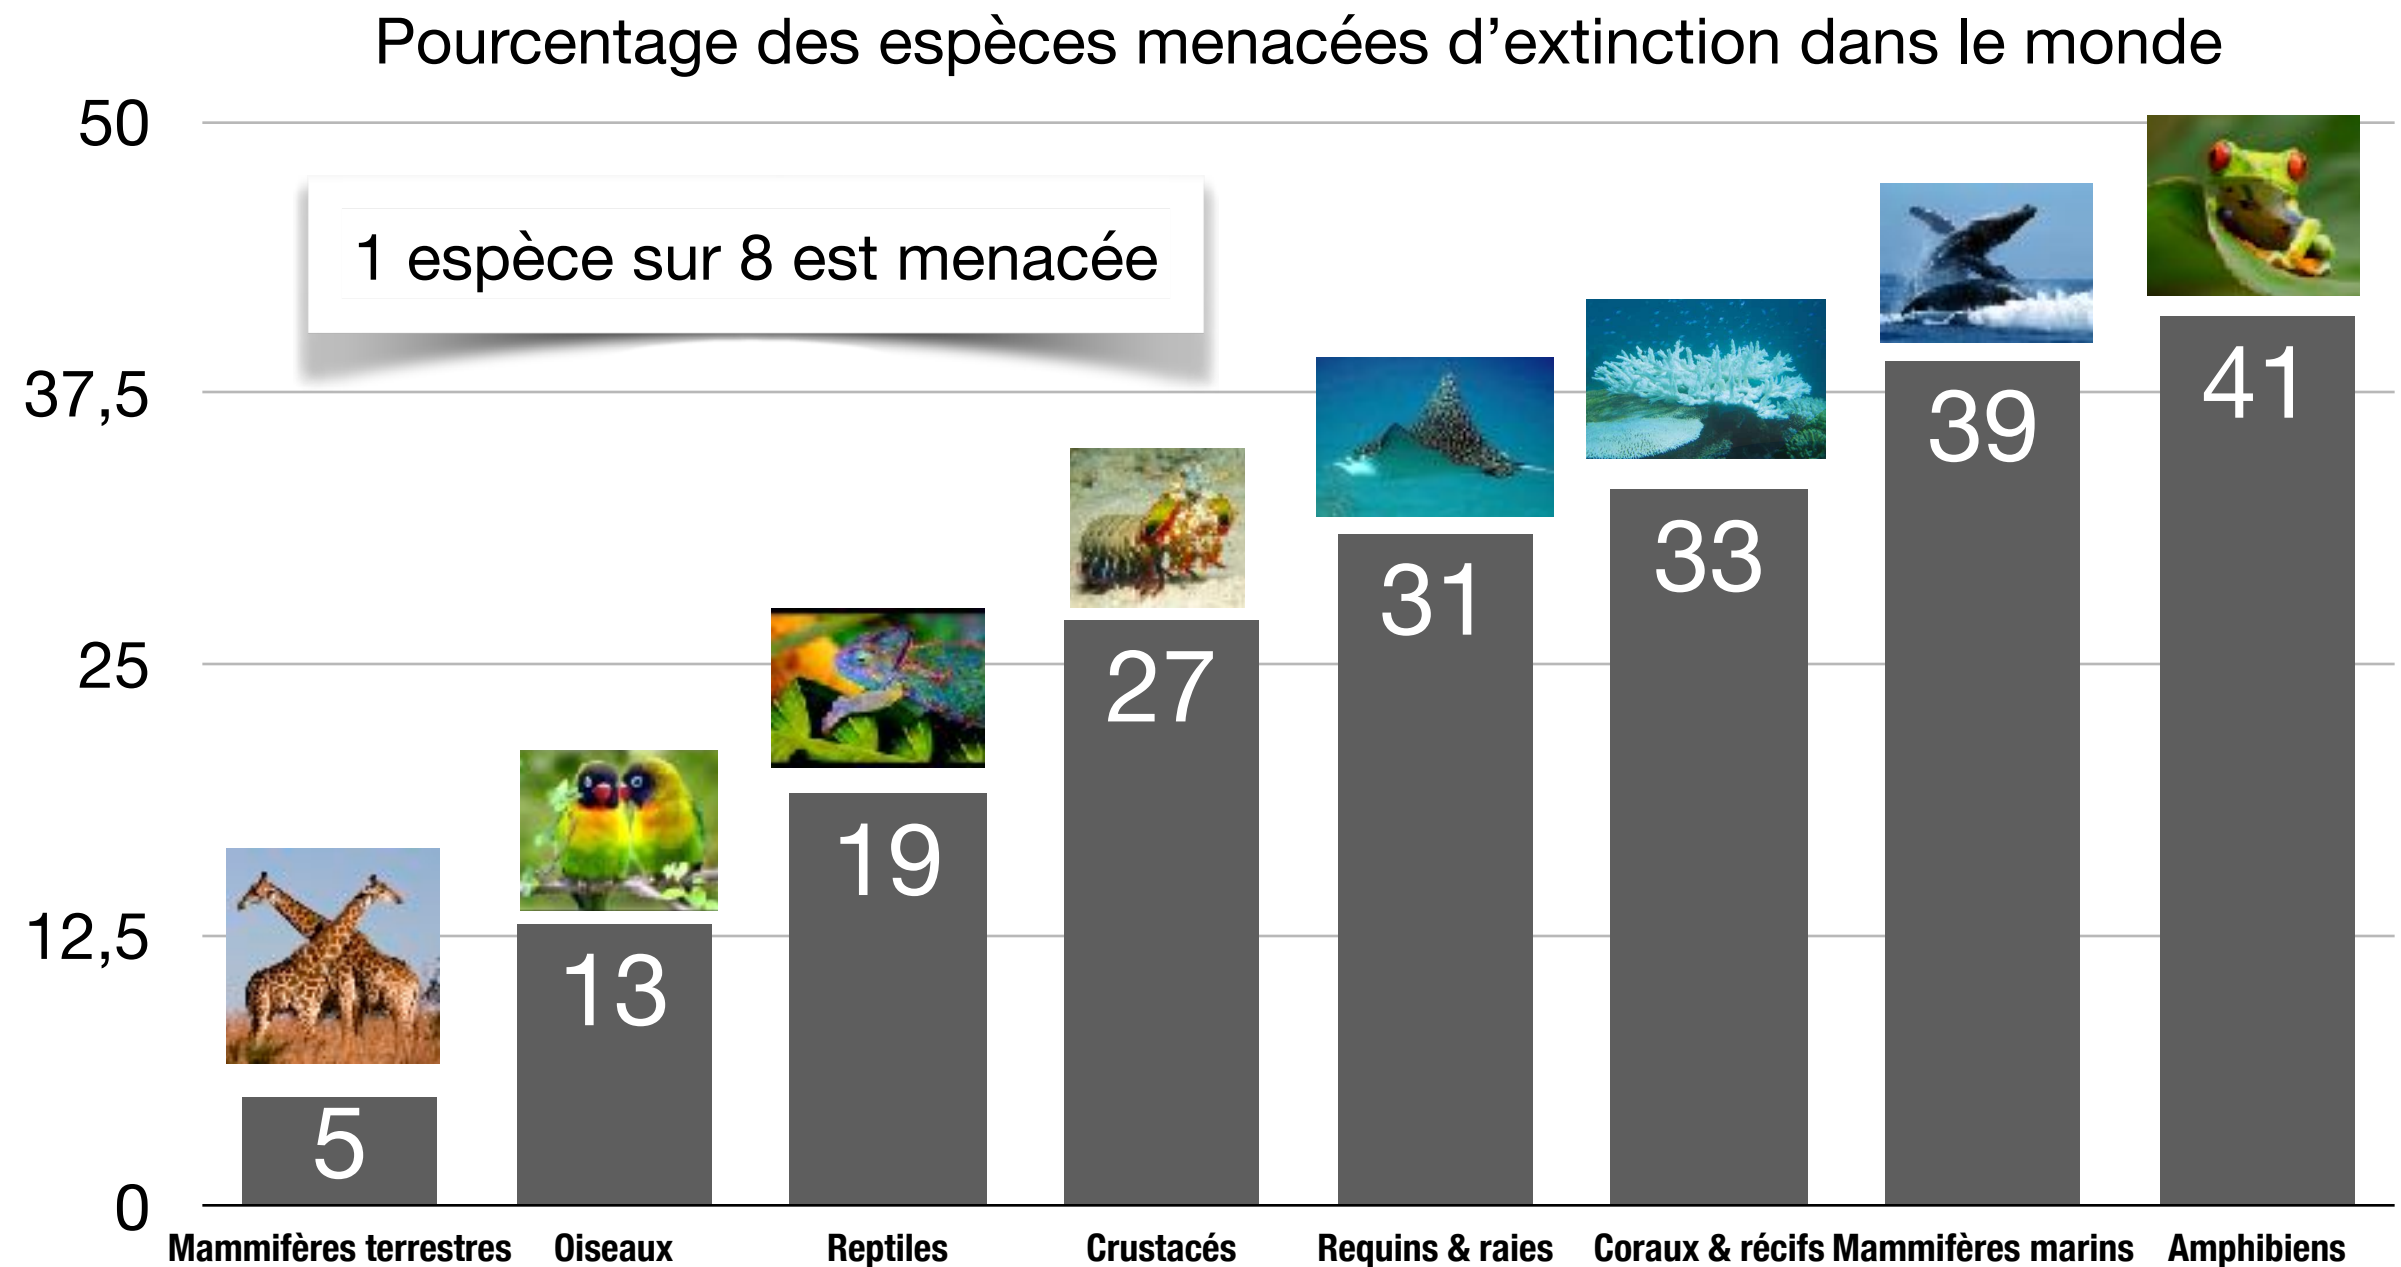 Pourcentage des espèces menacées d’extinction dans le monde
50
1 espèce sur 8 est menacée
37,5
25
12,5
0
5
13
19
27
31
33
39
41
Mammifères terrestres
Oiseaux
Reptiles
Crustacés
Requins & raies
Coraux & récifs
Mammifères marins
Amphibiens